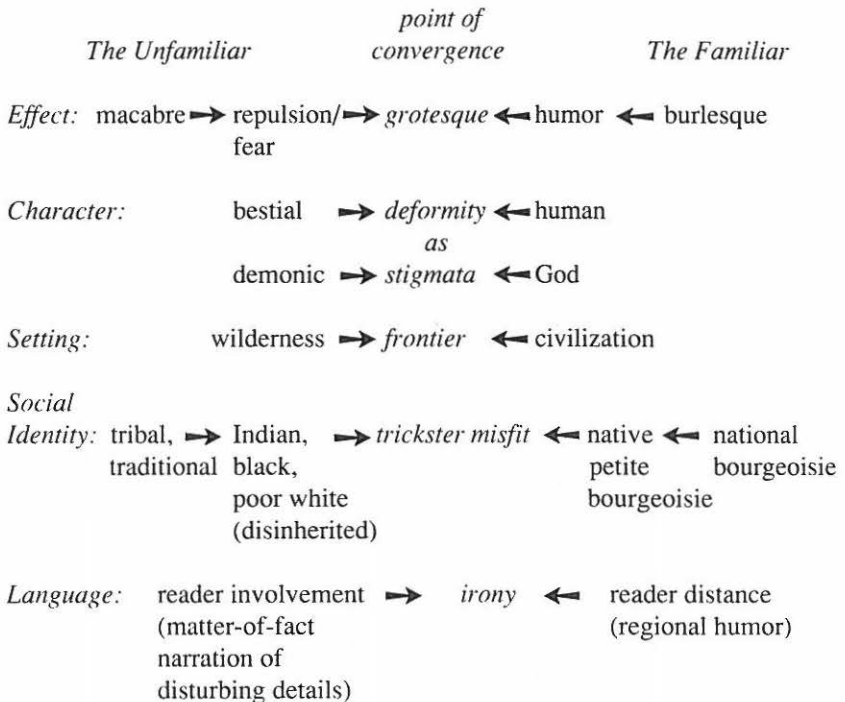 point of
The Unfamiliar convergence The Familiar
Effect: macabre → repulsion/ → grotesque ← humor ← burlesque
fear
Character: bestial → deformity ← human
as
demonic → stigmata ← God
Setting: wilderness → frontier ← civilization
Social
Identity: tribal, → Indian, → trickster misfit ← native ← national
traditional black, petite bourgeoisie
poor white bourgeoisie
(disinherited)
Language: reader involvement → irony ← reader distance
(matter-of-fact (regional humor)
narration of
disturbing details)